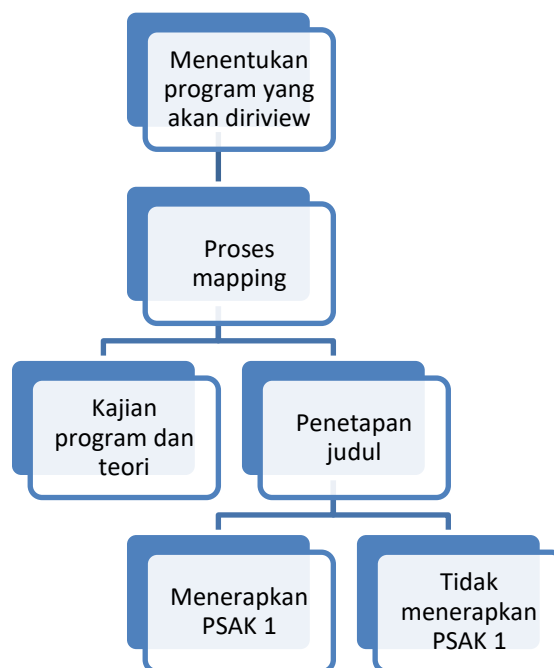 Menentukan
program yang
akan diriview
Proses
mapping
Kajian
program dan
teori
Penetapan
judul
Menerapkan
PSAK 1
Tidak
menerapkan
PSAK 1